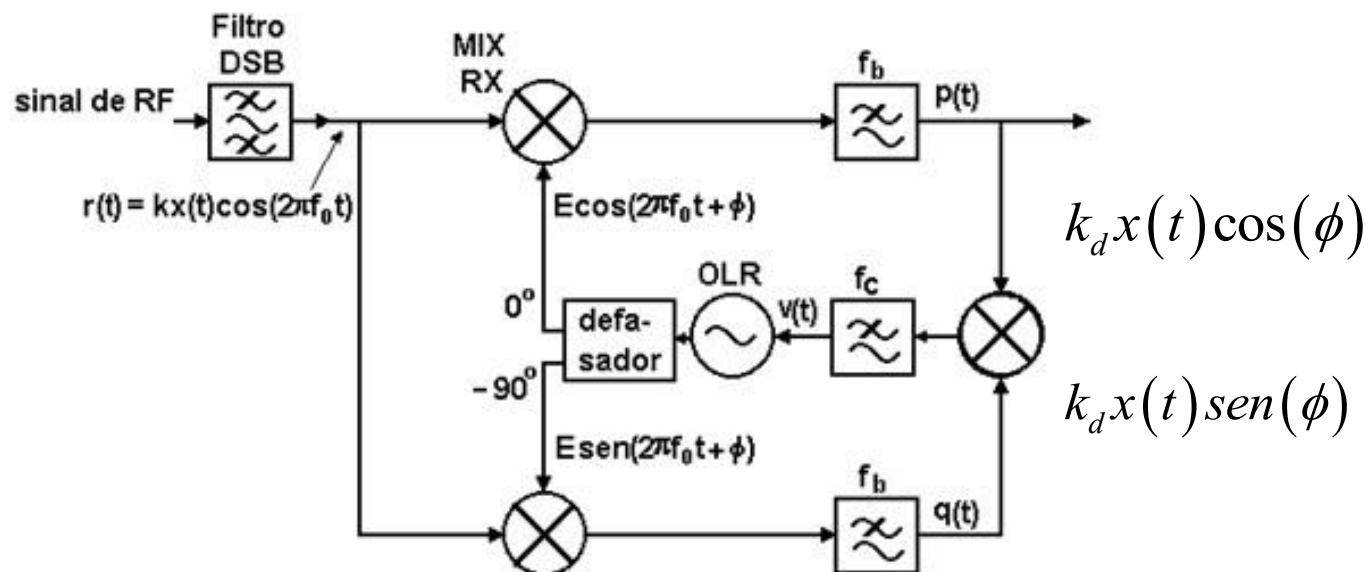 Filtro
DSB
MIX
RX
f_b
p(t)
sinal de RF
r(t) = kx(t)cos(2πf₀t)
Ecos(2πf₀t+ϕ)
k_d x(t)cos(ϕ)
OLR
f_c
0°
v(t)
defa-
sador
−90°
k_d x(t)sen(ϕ)
Esen(2πf₀t+ϕ)
f_b
q(t)